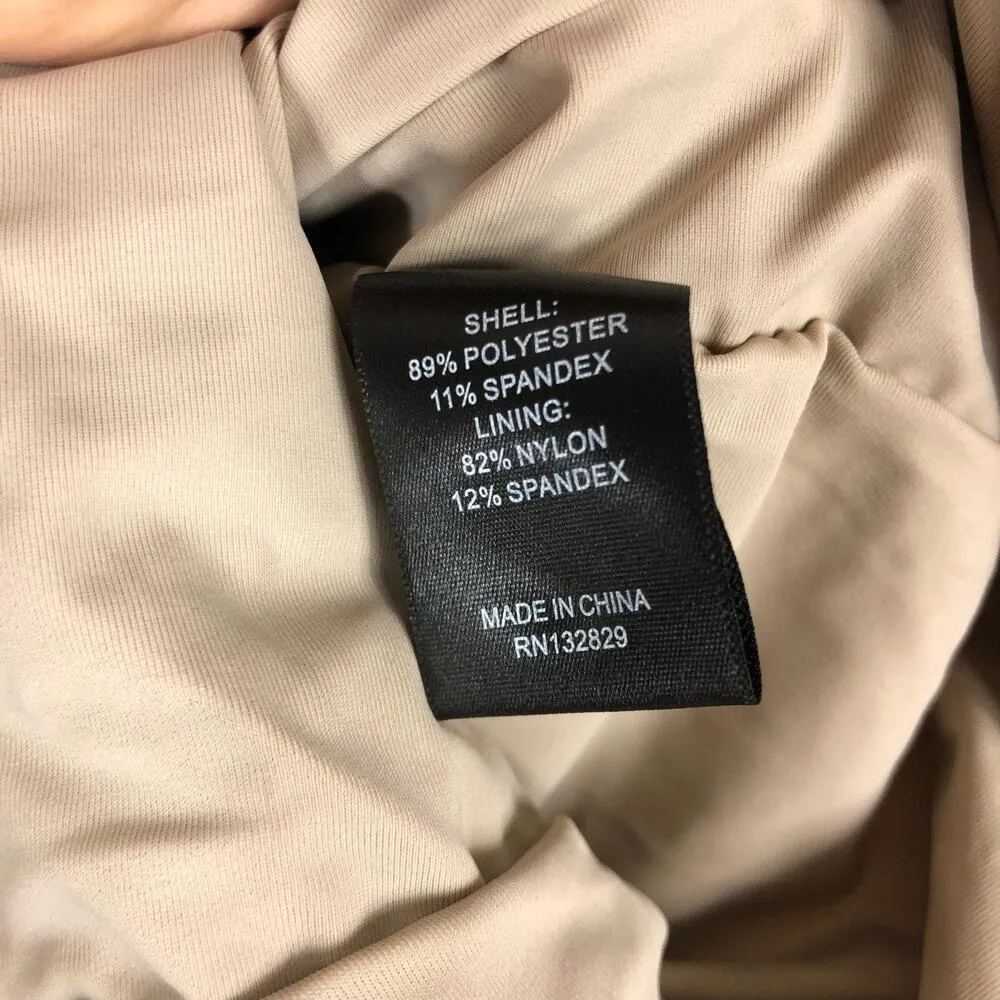 SHELL:
89% POLYESTER
11% SPANDEX
LINING:
82% NYLON
12% SPANDEX
MADE IN CHINA
RN132829